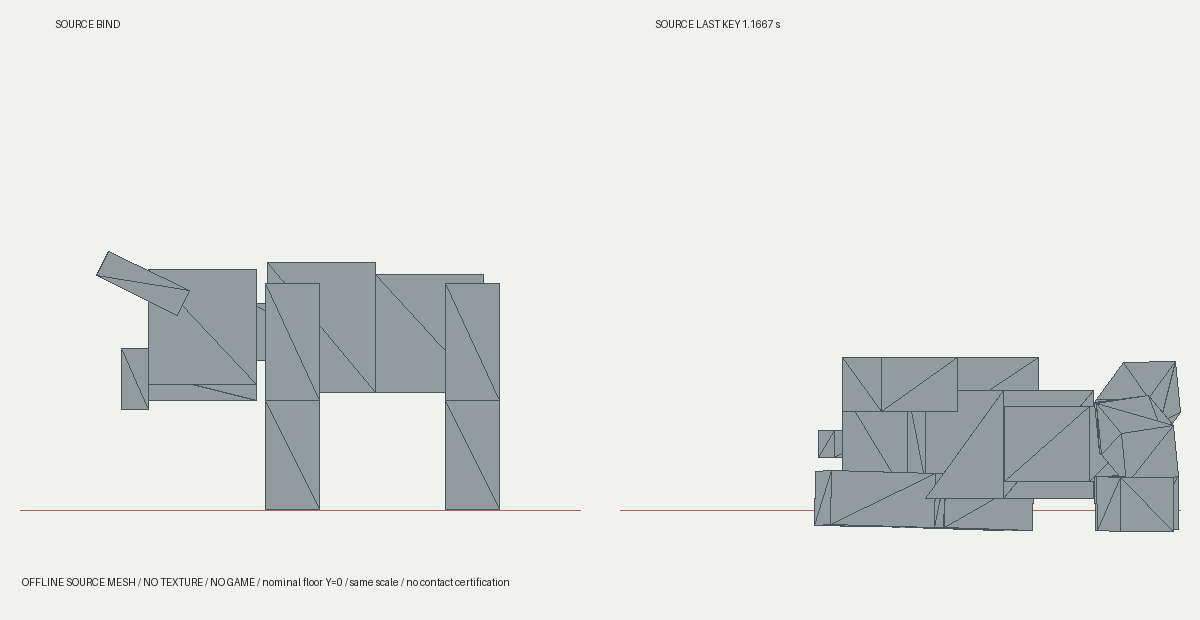 SOURCE BIND
SOURCE LAST KEY 1.1667 s
OFFLINE SOURCE MESH / NO TEXTURE / NO GAME / nominal floor Y=0 / same scale / no contact certification